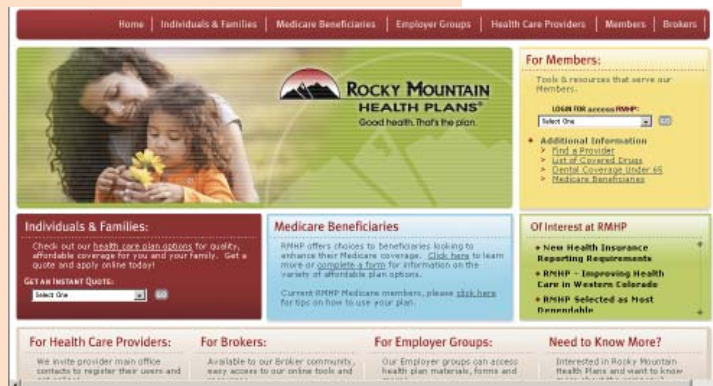 Home | Individuals & Families | Medicare Beneficiaries | Employer Groups | Health Care Providers | Members | Brokers
ROCKY MOUNTAIN
HEALTH PLANS®
Good health. That's the plan.
For Members:
Tools & resources that serve our
Members.
LOGIN FOR access RMHP:
Select One
GO
Additional Information
> Find a Provider
> List of Covered Drugs
> Dental Coverage Under 65
> Medicare Beneficiaries
Individuals & Families:
Check out our health care plan options for quality,
affordable coverage for you and your family. Get a
quote and apply online today!
GET AN INSTANT QUOTE:
Select One
GO
Medicare Beneficiaries
RMHP offers choices to beneficiaries looking to
enhance their Medicare coverage. Click here to learn
more or complete a form for information on the
variety of affordable plan options.
Current RMHP Medicare members, please click here
for tips on how to use your plan.
Of Interest at RMHP
New Health Insurance
Reporting Requirements
RMHP - Improving Health
Care in Western Colorado
RMHP Selected as Most
Dependable
For Health Care Providers:
We invite provider main office
contacts to register their users and
For Brokers:
Available to our Broker community,
easy access to our online tools and
For Employer Groups:
Our Employer groups can access
health plan materials, forms and
Need to Know More?
Interested in Rocky Mountain
Health Plans and want to know